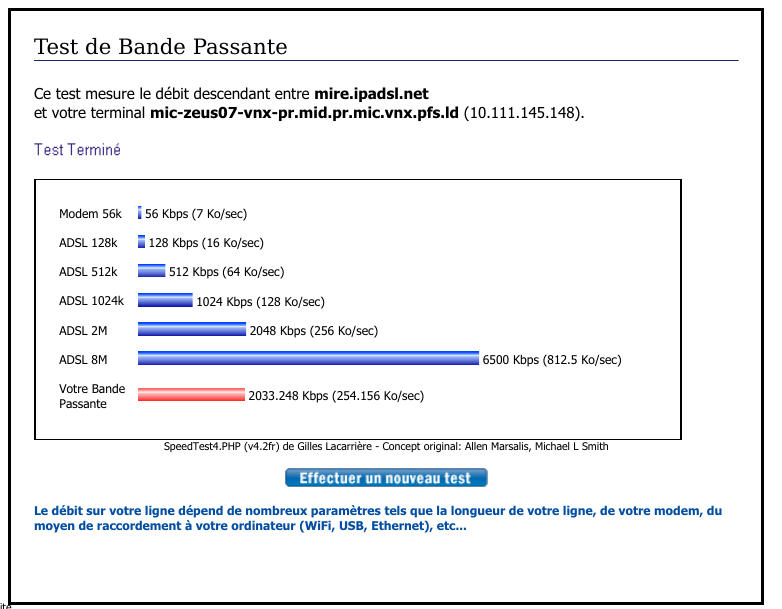 Test de Bande Passante
Ce test mesure le débit descendant entre mire.ipadsl.net
et votre terminal mic-zeus07-vnx-pr.mid.pr.mic.vnx.pfs.ld (10.111.145.148).
Test Terminé
Modem 56k 56 Kbps (7 Ko/sec)
ADSL 128k 128 Kbps (16 Ko/sec)
ADSL 512k 512 Kbps (64 Ko/sec)
ADSL 1024k 1024 Kbps (128 Ko/sec)
ADSL 2M 2048 Kbps (256 Ko/sec)
ADSL 8M 6500 Kbps (812.5 Ko/sec)
Votre Bande
Passante 2033.248 Kbps (254.156 Ko/sec)
SpeedTest4.PHP (v4.2fr) de Gilles Lacarrière - Concept original: Allen Marsalis, Michael L Smith
Effectuer un nouveau test
Le débit sur votre ligne dépend de nombreux paramètres tels que la longueur de votre ligne, de votre modem, du
moyen de raccordement à votre ordinateur (WiFi, USB, Ethernet), etc...